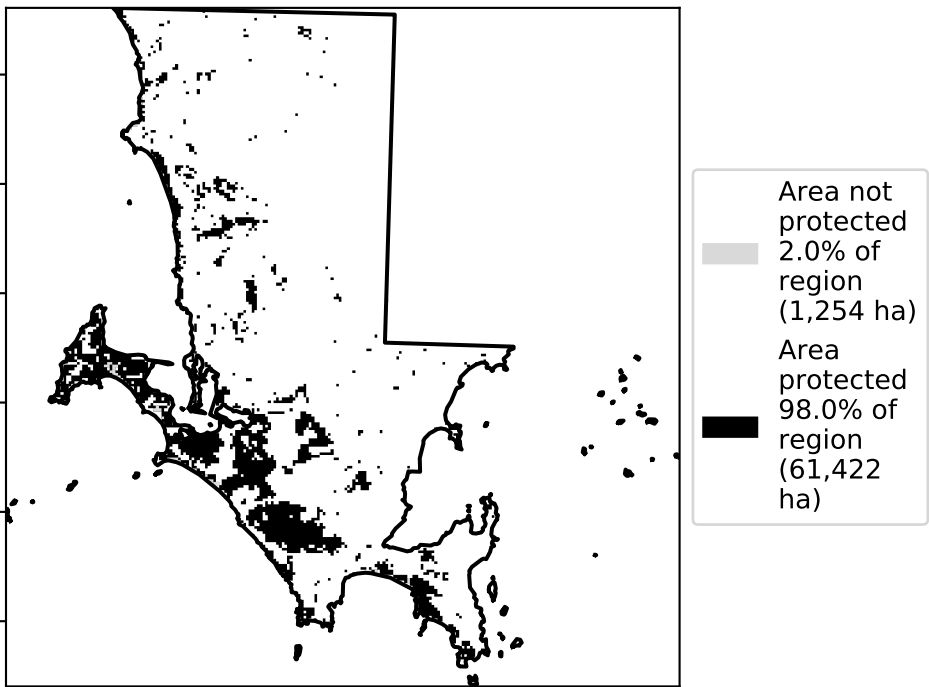 Area not
protected
2.0% of
region
(1,254 ha)
Area
protected
98.0% of
region
(61,422
ha)